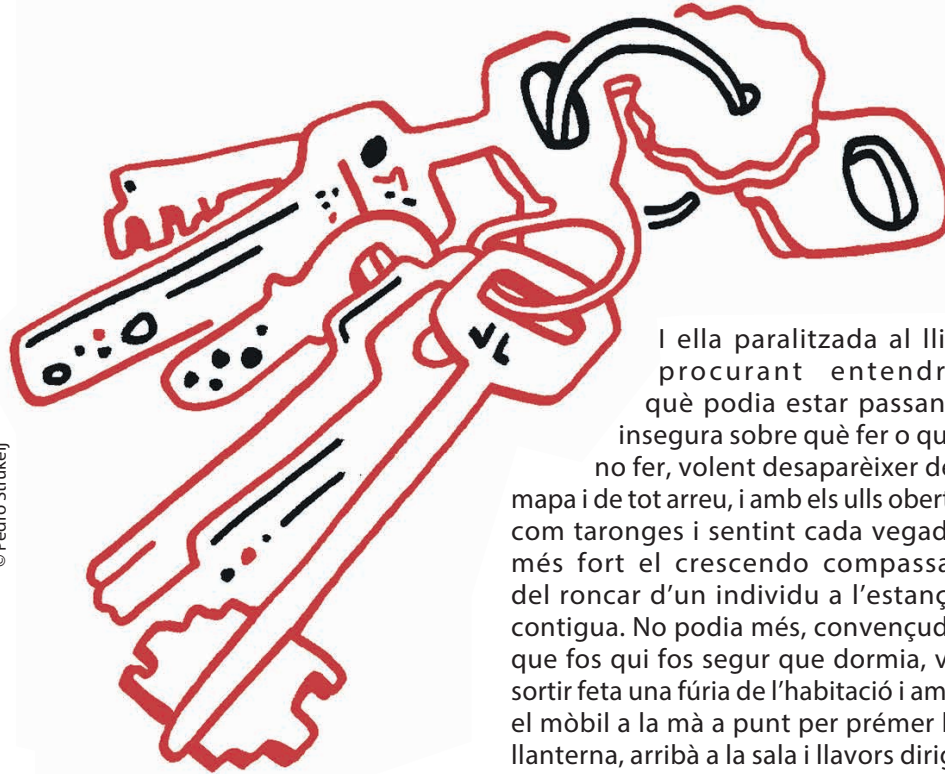 I ella paralitzada al lli
procurant entendr
què podia estar passan
insegura sobre què fer o qu
no fer, volent desaparèixer de
mapa i de tot arreu, i amb els ulls obert
com taronges i sentint cada vegad
més fort el crescendo compassa
del roncar d’un individu a l’estanç
contigua. No podia més, convençud
que fos qui fos segur que dormia, v
sortir feta una fúria de l’habitació i am
el mòbil a la mà a punt per prémer l
llanterna, arribà a la sala i llavors dirig
© Pedro Strukelj